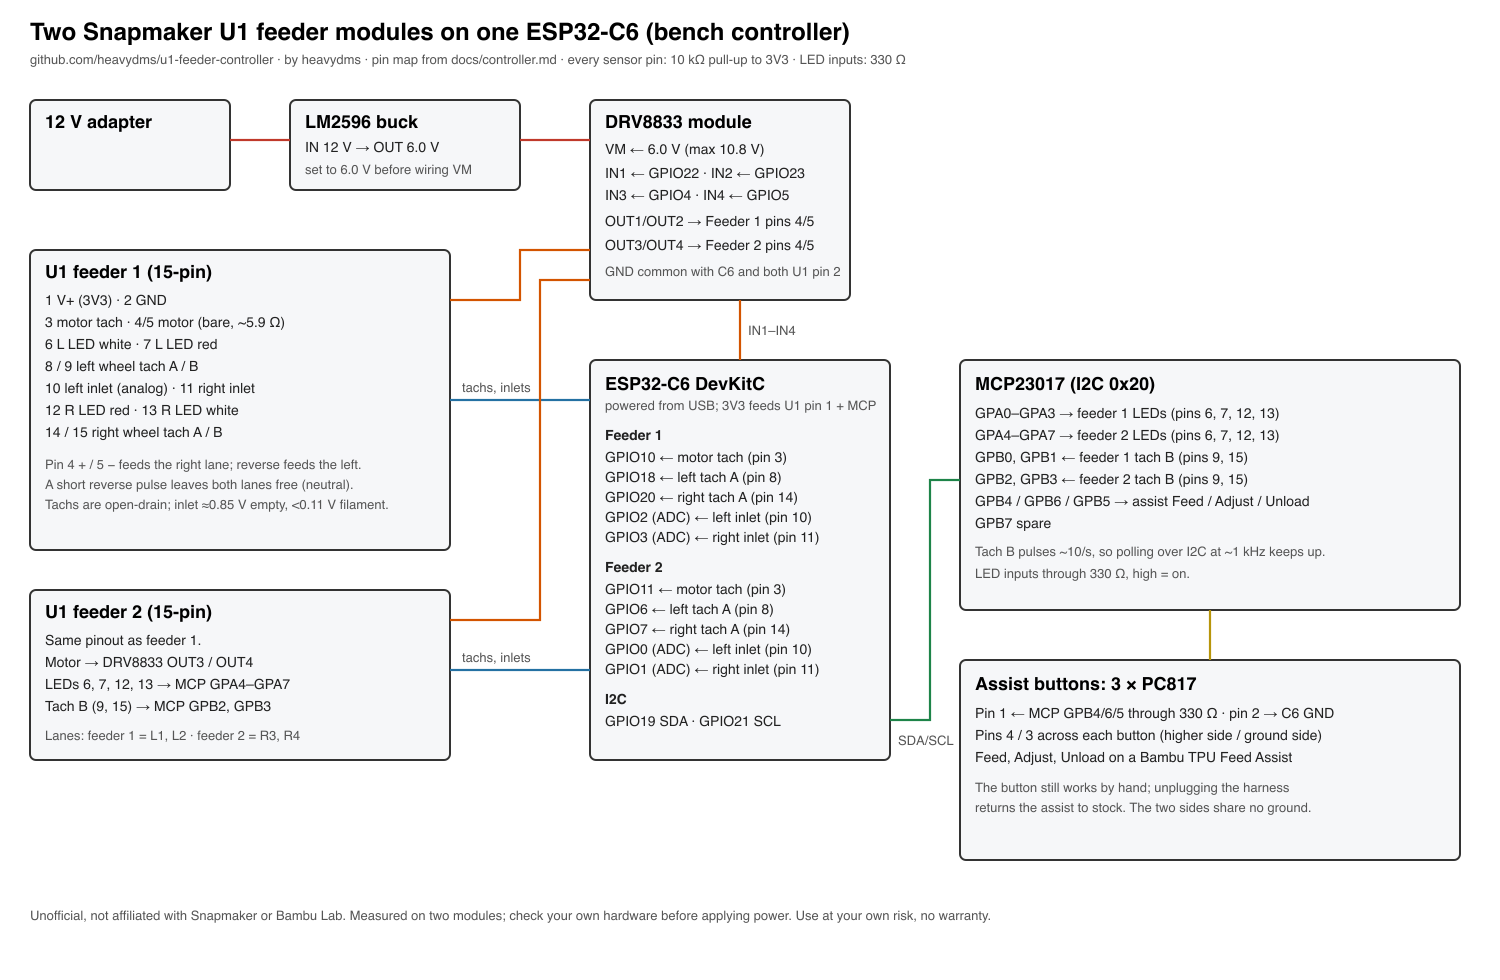 Two Snapmaker U1 feeder modules on one ESP32-C6 (bench controller)
github.com/heavydms/u1-feeder-controller · by heavydms · pin map from docs/controller.md · every sensor pin: 10 kΩ pull-up to 3V3 · LED inputs: 330 Ω
12 V adapter
LM2596 buck
IN 12 V → OUT 6.0 V
set to 6.0 V before wiring VM
DRV8833 module
VM ← 6.0 V (max 10.8 V)
IN1 ← GPIO22 · IN2 ← GPIO23
IN3 ← GPIO4 · IN4 ← GPIO5
OUT1/OUT2 → Feeder 1 pins 4/5
OUT3/OUT4 → Feeder 2 pins 4/5
GND common with C6 and both U1 pin 2
U1 feeder 1 (15-pin)
1 V+ (3V3) · 2 GND
3 motor tach · 4/5 motor (bare, ~5.9 Ω)
6 L LED white · 7 L LED red
8 / 9 left wheel tach A / B
10 left inlet (analog) · 11 right inlet
12 R LED red · 13 R LED white
14 / 15 right wheel tach A / B
Pin 4 + / 5 − feeds the right lane; reverse feeds the left.
A short reverse pulse leaves both lanes free (neutral).
Tachs are open-drain; inlet ≈0.85 V empty, <0.11 V filament.
tachs, inlets
IN1–IN4
ESP32-C6 DevKitC
powered from USB; 3V3 feeds U1 pin 1 + MCP
Feeder 1
GPIO10 ← motor tach (pin 3)
GPIO18 ← left tach A (pin 8)
GPIO20 ← right tach A (pin 14)
GPIO2 (ADC) ← left inlet (pin 10)
GPIO3 (ADC) ← right inlet (pin 11)
Feeder 2
GPIO11 ← motor tach (pin 3)
GPIO6 ← left tach A (pin 8)
GPIO7 ← right tach A (pin 14)
GPIO0 (ADC) ← left inlet (pin 10)
GPIO1 (ADC) ← right inlet (pin 11)
I2C
GPIO19 SDA · GPIO21 SCL
U1 feeder 2 (15-pin)
Same pinout as feeder 1.
Motor → DRV8833 OUT3 / OUT4
LEDs 6, 7, 12, 13 → MCP GPA4–GPA7
Tach B (9, 15) → MCP GPB2, GPB3
Lanes: feeder 1 = L1, L2 · feeder 2 = R3, R4
tachs, inlets
SDA/SCL
MCP23017 (I2C 0x20)
GPA0–GPA3 → feeder 1 LEDs (pins 6, 7, 12, 13)
GPA4–GPA7 → feeder 2 LEDs (pins 6, 7, 12, 13)
GPB0, GPB1 ← feeder 1 tach B (pins 9, 15)
GPB2, GPB3 ← feeder 2 tach B (pins 9, 15)
GPB4 / GPB6 / GPB5 → assist Feed / Adjust / Unload
GPB7 spare
Tach B pulses ~10/s, so polling over I2C at ~1 kHz keeps up.
LED inputs through 330 Ω, high = on.
Assist buttons: 3 × PC817
Pin 1 ← MCP GPB4/6/5 through 330 Ω · pin 2 → C6 GND
Pins 4 / 3 across each button (higher side / ground side)
Feed, Adjust, Unload on a Bambu TPU Feed Assist
The button still works by hand; unplugging the harness
returns the assist to stock. The two sides share no ground.
Unofficial, not affiliated with Snapmaker or Bambu Lab. Measured on two modules; check your own hardware before applying power. Use at your own risk, no warranty.